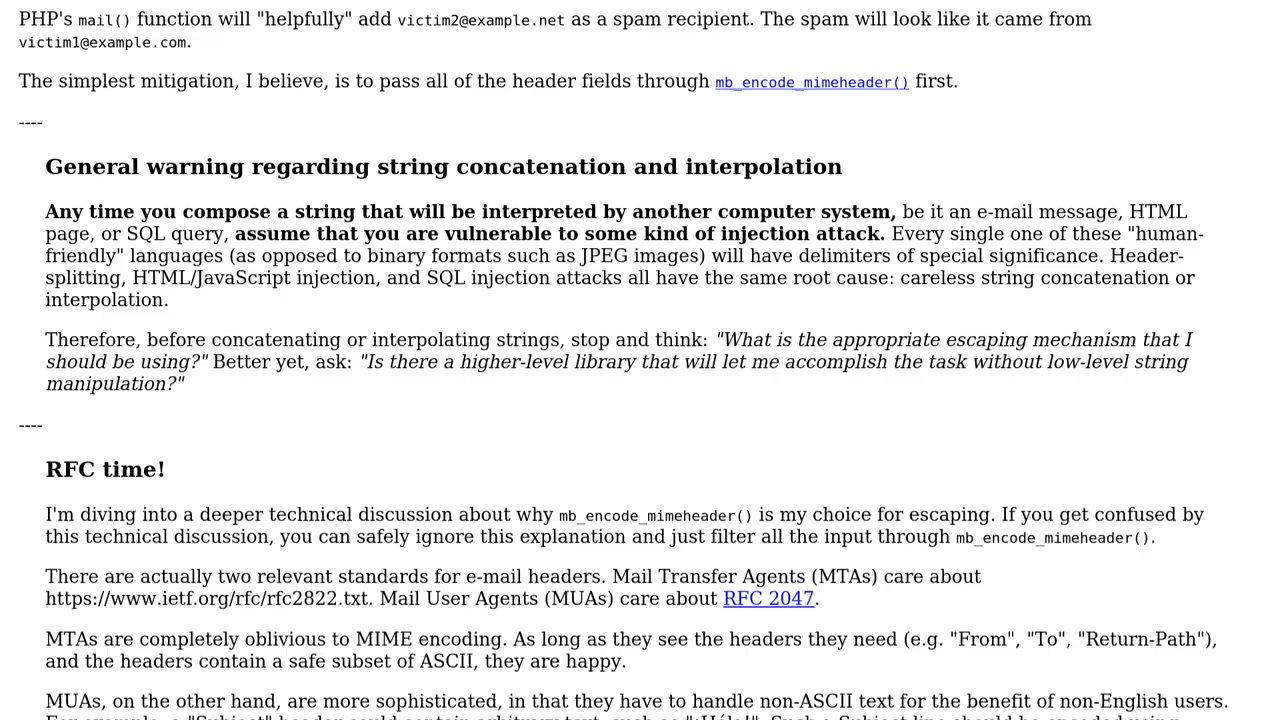 PHP's mail() function will "helpfully" add victim2@example.net as a spam recipient. The spam will look like it came from
victim1@example.com.
The simplest mitigation, I believe, is to pass all of the header fields through mb_encode_mimeheader() first.
----
General warning regarding string concatenation and interpolation
Any time you compose a string that will be interpreted by another computer system, be it an e-mail message, HTML
page, or SQL query, assume that you are vulnerable to some kind of injection attack. Every single one of these "human-
friendly" languages (as opposed to binary formats such as JPEG images) will have delimiters of special significance. Header-
splitting, HTML/JavaScript injection, and SQL injection attacks all have the same root cause: careless string concatenation or
interpolation.
Therefore, before concatenating or interpolating strings, stop and think: "What is the appropriate escaping mechanism that I
should be using?" Better yet, ask: "Is there a higher-level library that will let me accomplish the task without low-level string
manipulation?"
----
RFC time!
I'm diving into a deeper technical discussion about why mb_encode_mimeheader() is my choice for escaping. If you get confused by
this technical discussion, you can safely ignore this explanation and just filter all the input through mb_encode_mimeheader().
There are actually two relevant standards for e-mail headers. Mail Transfer Agents (MTAs) care about
https://www.ietf.org/rfc/rfc2822.txt. Mail User Agents (MUAs) care about RFC 2047.
MTAs are completely oblivious to MIME encoding. As long as they see the headers they need (e.g. "From", "To", "Return-Path"),
and the headers contain a safe subset of ASCII, they are happy.
MUAs, on the other hand, are more sophisticated, in that they have to handle non-ASCII text for the benefit of non-English users.